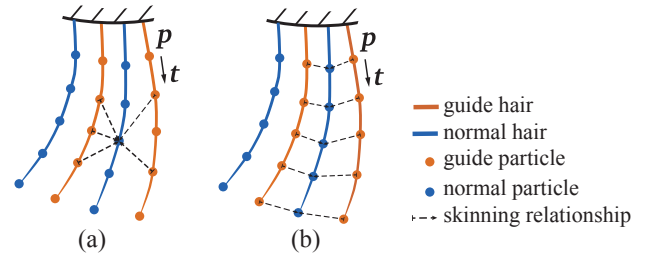 p
t
p
t
guide hair
normal hair
guide particle
normal particle
skinning relationship
(a)
(b)